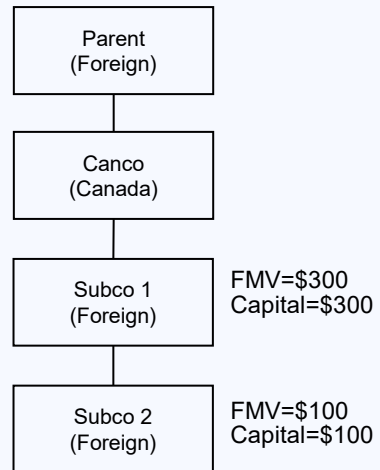 Parent
(Foreign)
Canco
(Canada)
Subco 1
(Foreign)
FMV=$300
Capital=$300
Subco 2
(Foreign)
FMV=$100
Capital=$100